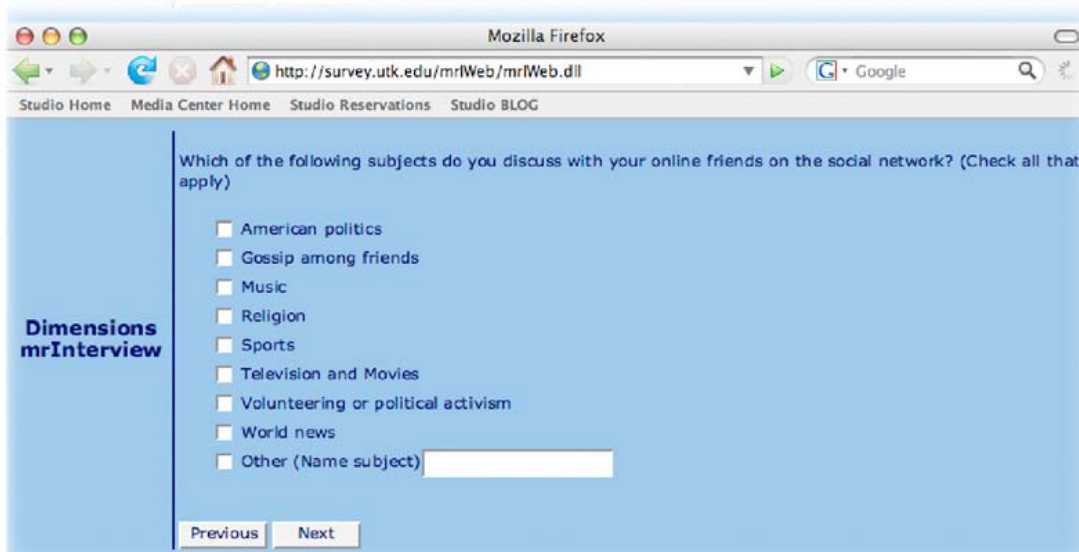 Mozilla Firefox
http://survey.utk.edu/mrIWeb/mrIWeb.dll
G Google
Studio Home Media Center Home Studio Reservations Studio BLOG
Which of the following subjects do you discuss with your online friends on the social network? (Check all that
apply)
American politics
Gossip among friends
Music
Religion
Sports
Television and Movies
Volunteering or political activism
World news
Other (Name subject)
Dimensions
mrInterview
Previous Next